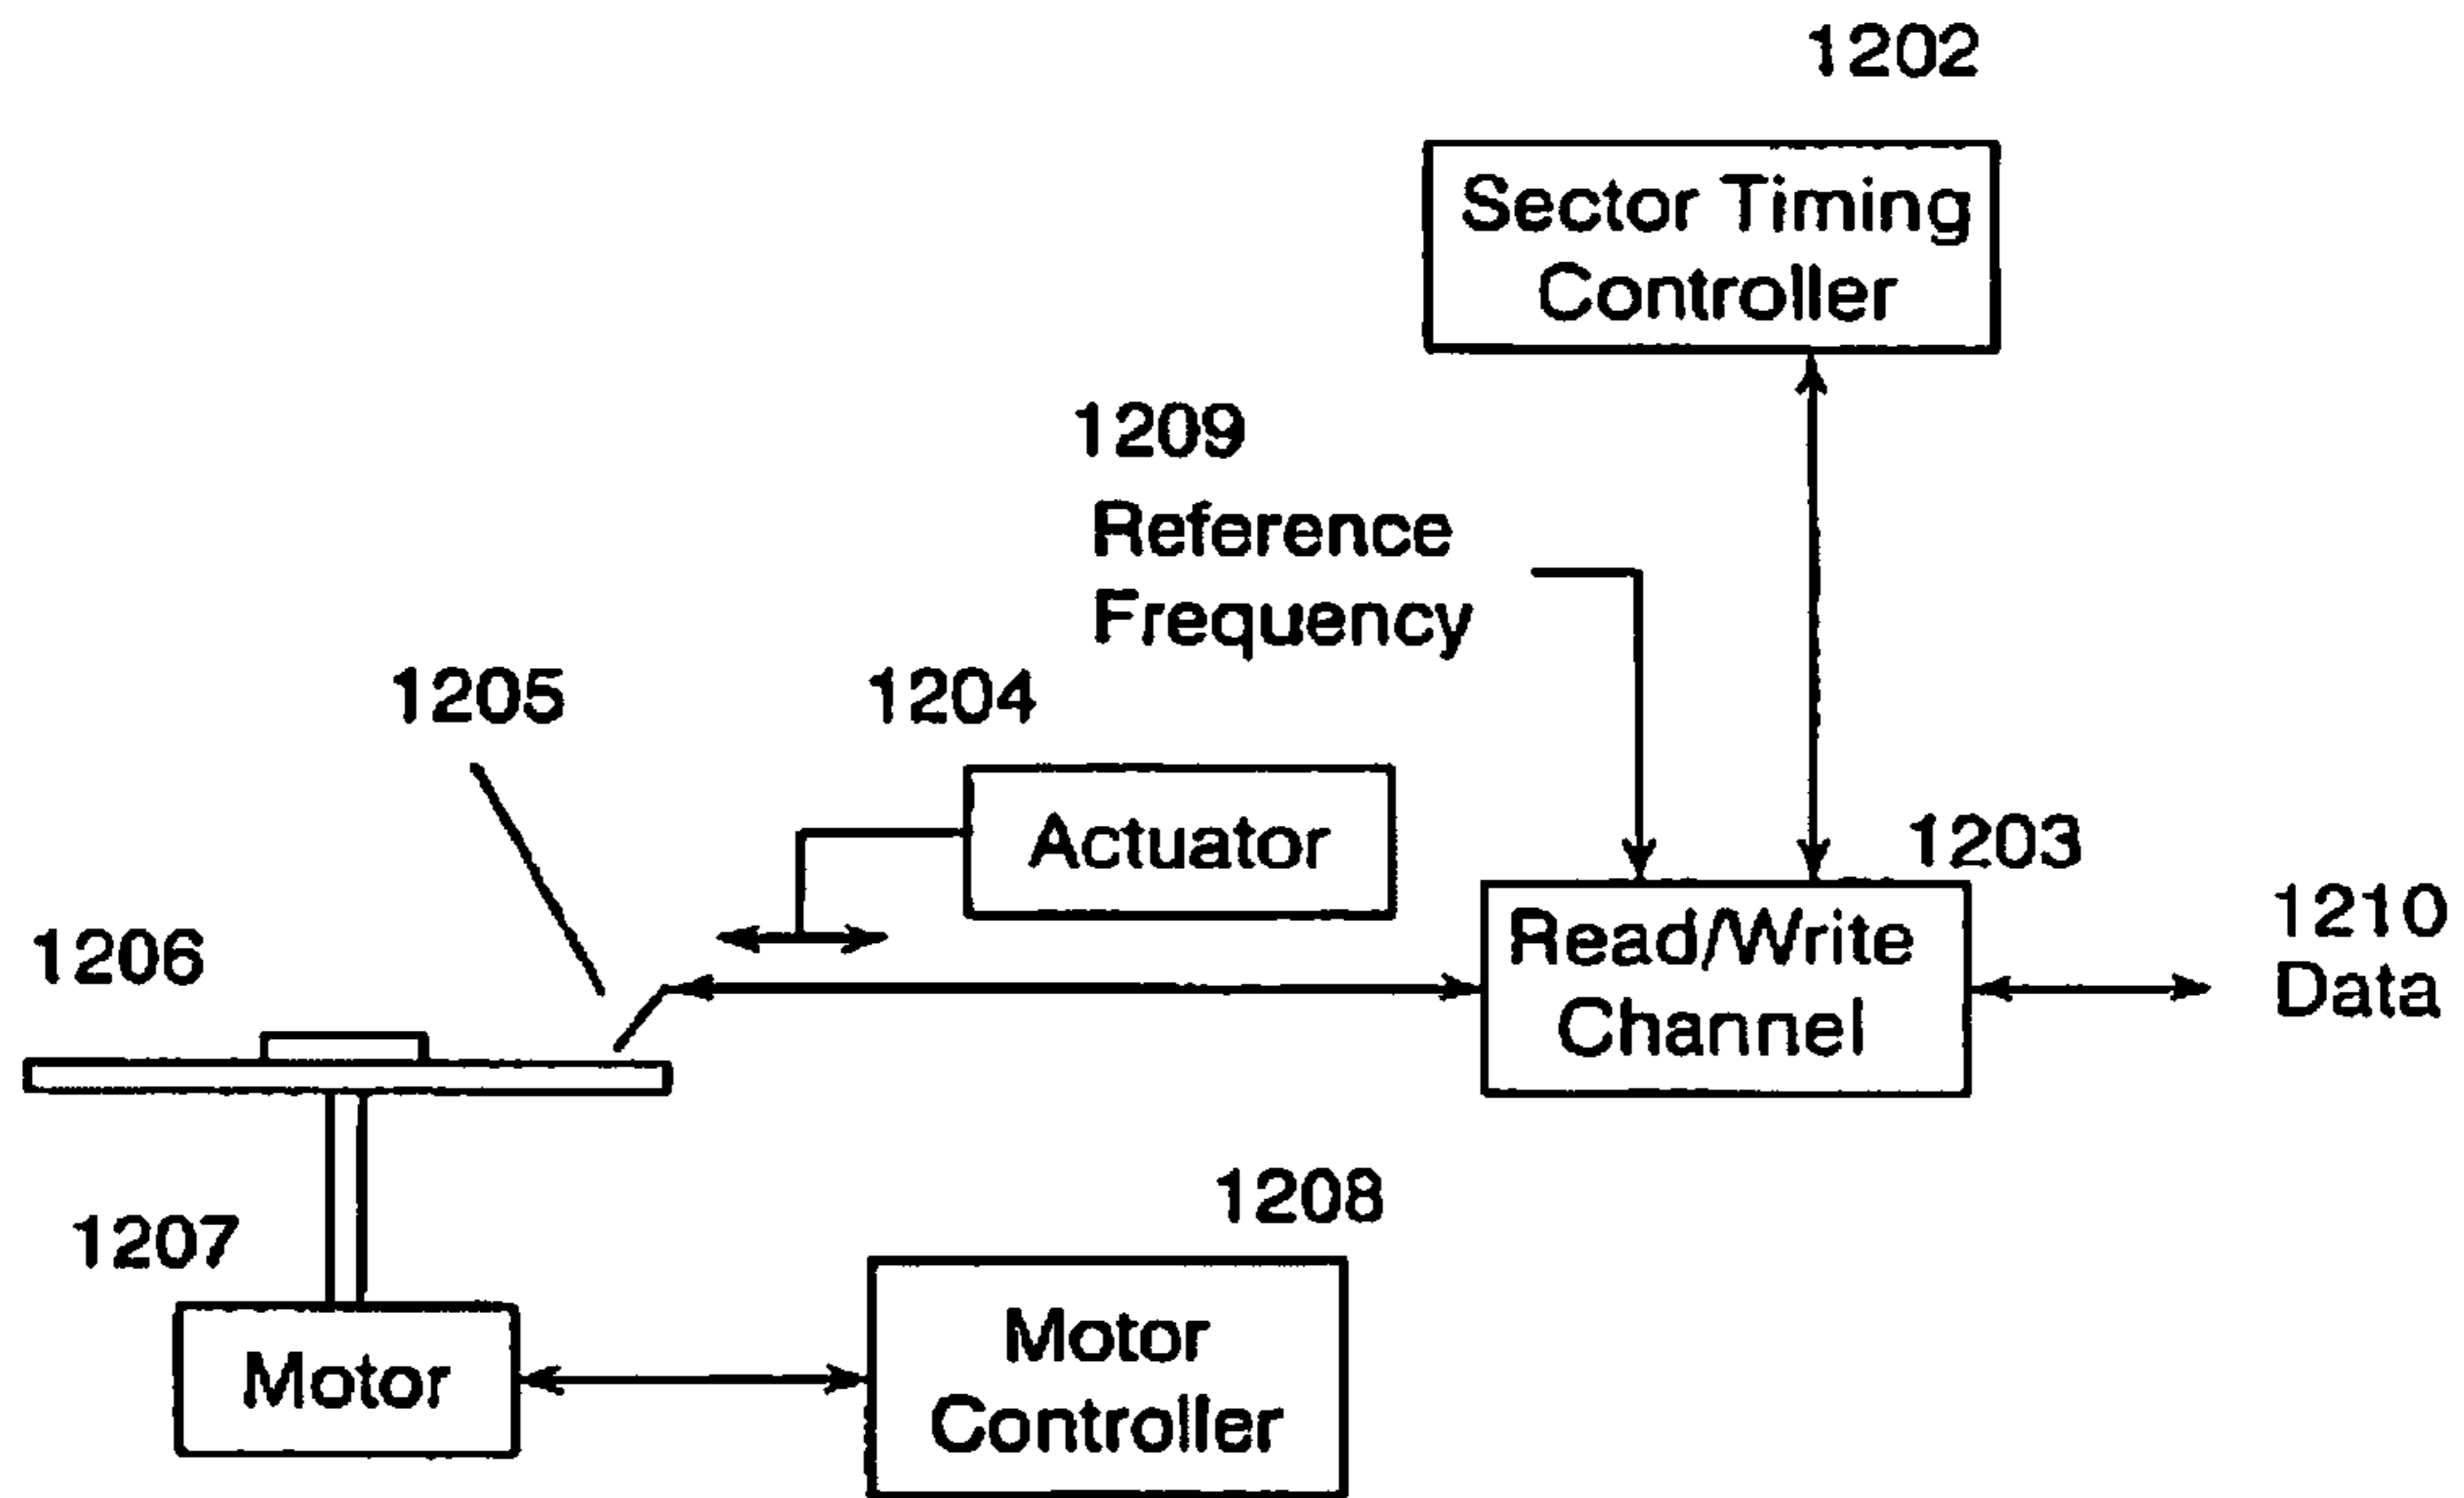 1202
Sector Timing
Controller
1209
Reference
Frequency
1205
1204
Actuator
1203
1206
Read/Write
Channel
1210
Data
1207
1208
Motor
Motor
Controller